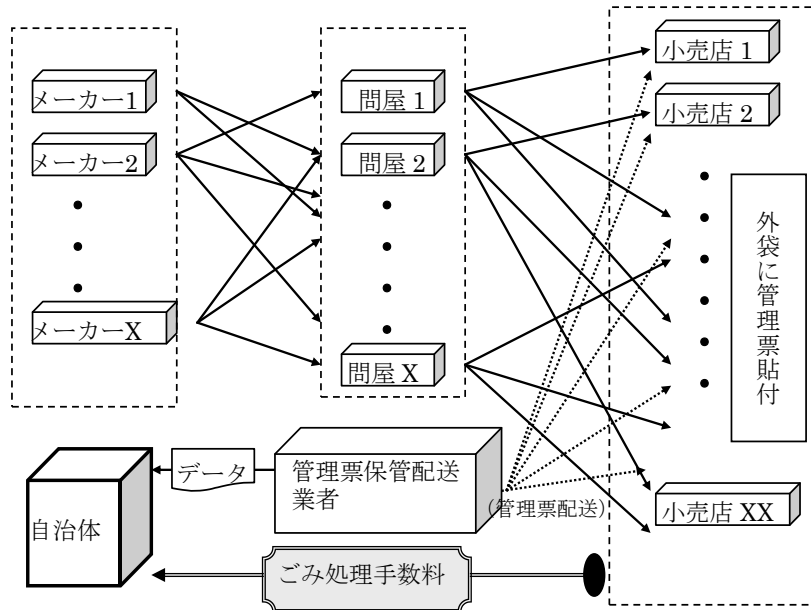 メーカー1
メーカー2
メーカーX
問屋 1
問屋 2
問屋 X
小売店 1
小売店 2
小売店 XX
外袋に管理票貼付
自治体
データ
管理票保管配送
業者
(管理票配送)
ごみ処理手数料